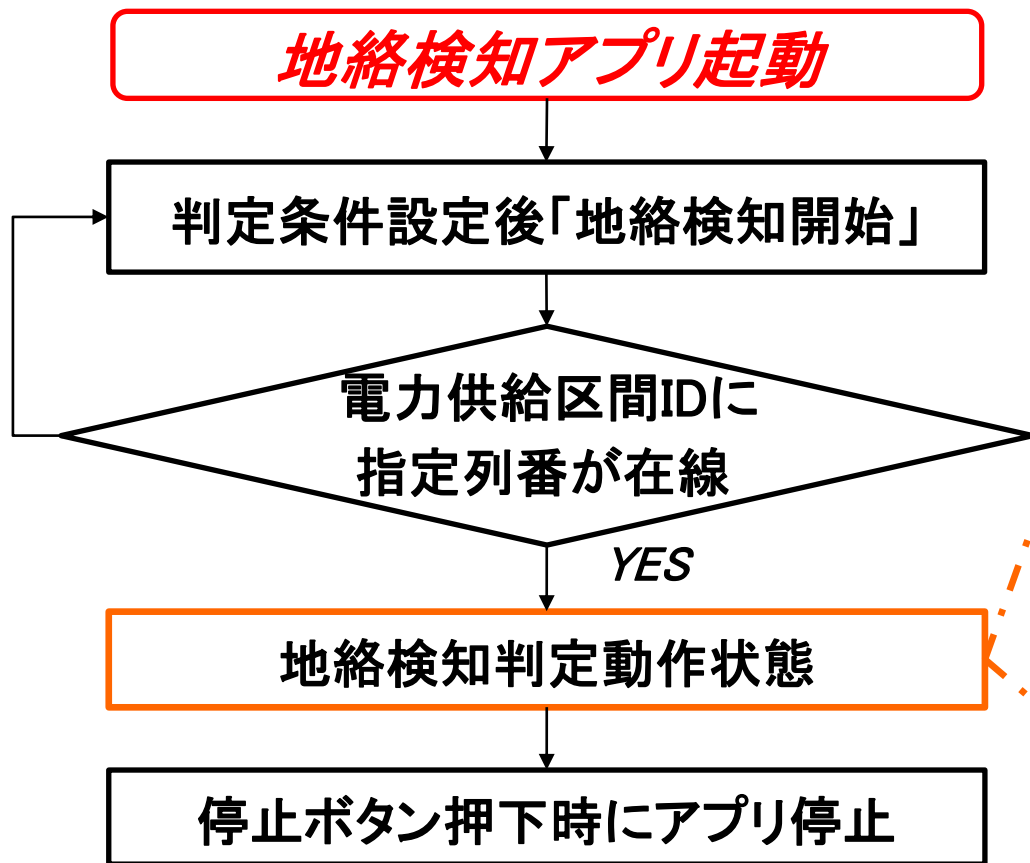 地絡検知アプリ起動
判定条件設定後「地絡検知開始」
電力供給区間IDに
指定列番が在線
YES
地絡検知判定動作状態
停止ボタン押下時にアプリ停止